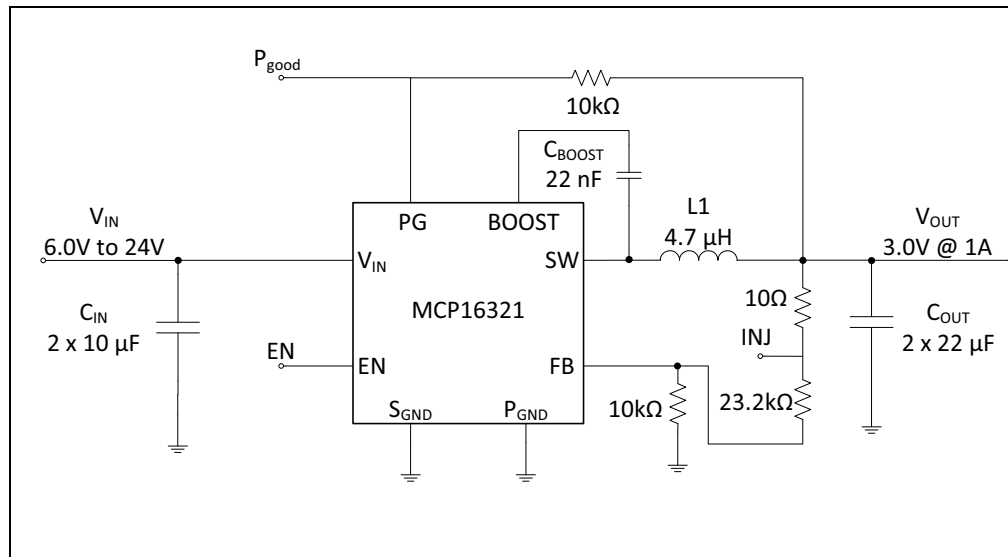 P_good
10kΩ
C_BOOST
22 nF
PG
BOOST
V_IN
6.0V to 24V
V_IN
L1
4.7 µH
SW
V_OUT
3.0V @ 1A
MCP16321
C_IN
2 x 10 µF
10Ω
INJ
C_OUT
2 x 22 µF
EN
EN
FB
10kΩ
23.2kΩ
S_GND
P_GND